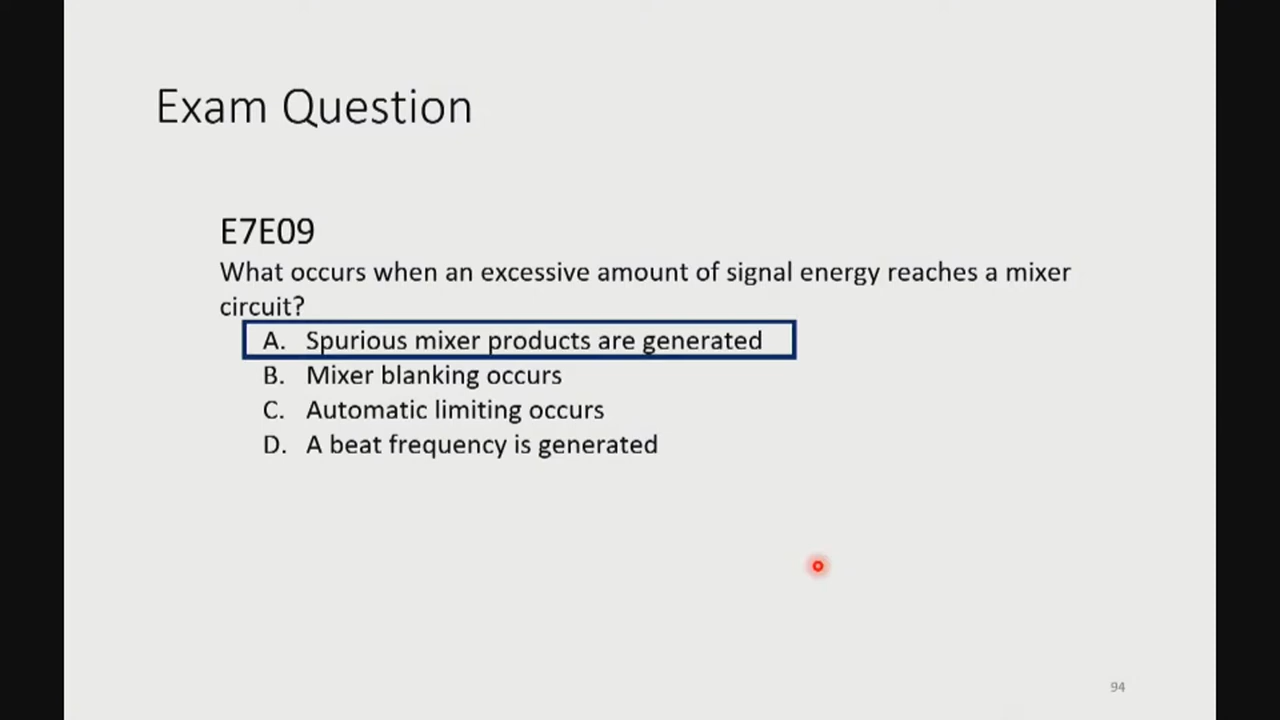 Exam Question
E7E09
What occurs when an excessive amount of signal energy reaches a mixer
circuit?
A. Spurious mixer products are generated
B. Mixer blanking occurs
C. Automatic limiting occurs
D. A beat frequency is generated
94